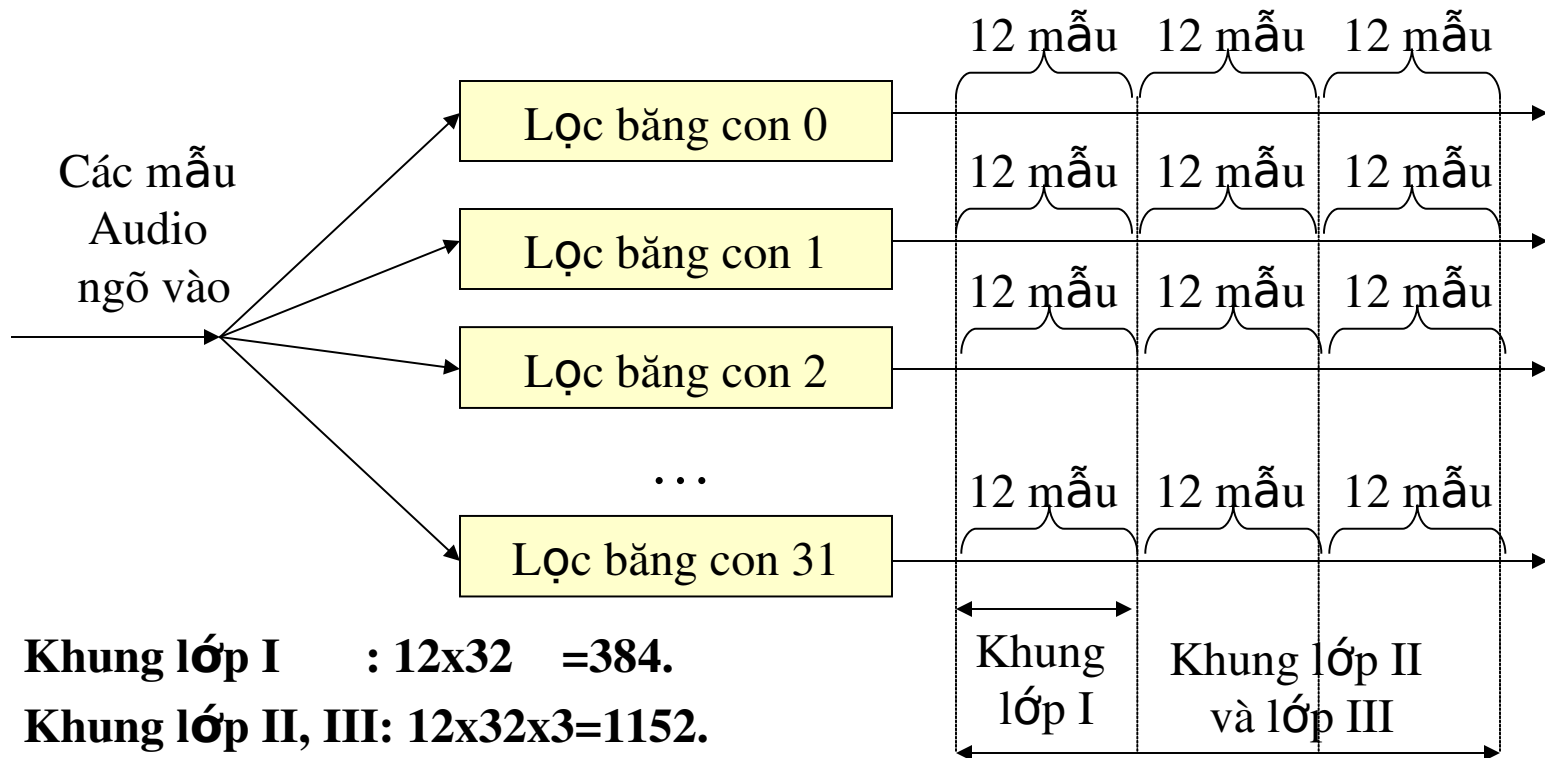 12 mẫu 12 mẫu 12 mẫu
Lọc băng con 0
Các mẫu
Audio
ngõ vào
12 mẫu 12 mẫu 12 mẫu
Lọc băng con 1
12 mẫu 12 mẫu 12 mẫu
Lọc băng con 2
...
12 mẫu 12 mẫu 12 mẫu
Lọc băng con 31
Khung lớp I : 12x32 =384.
Khung lớp II, III: 12x32x3=1152.
Khung
lớp I
Khung lớp II
và lớp III